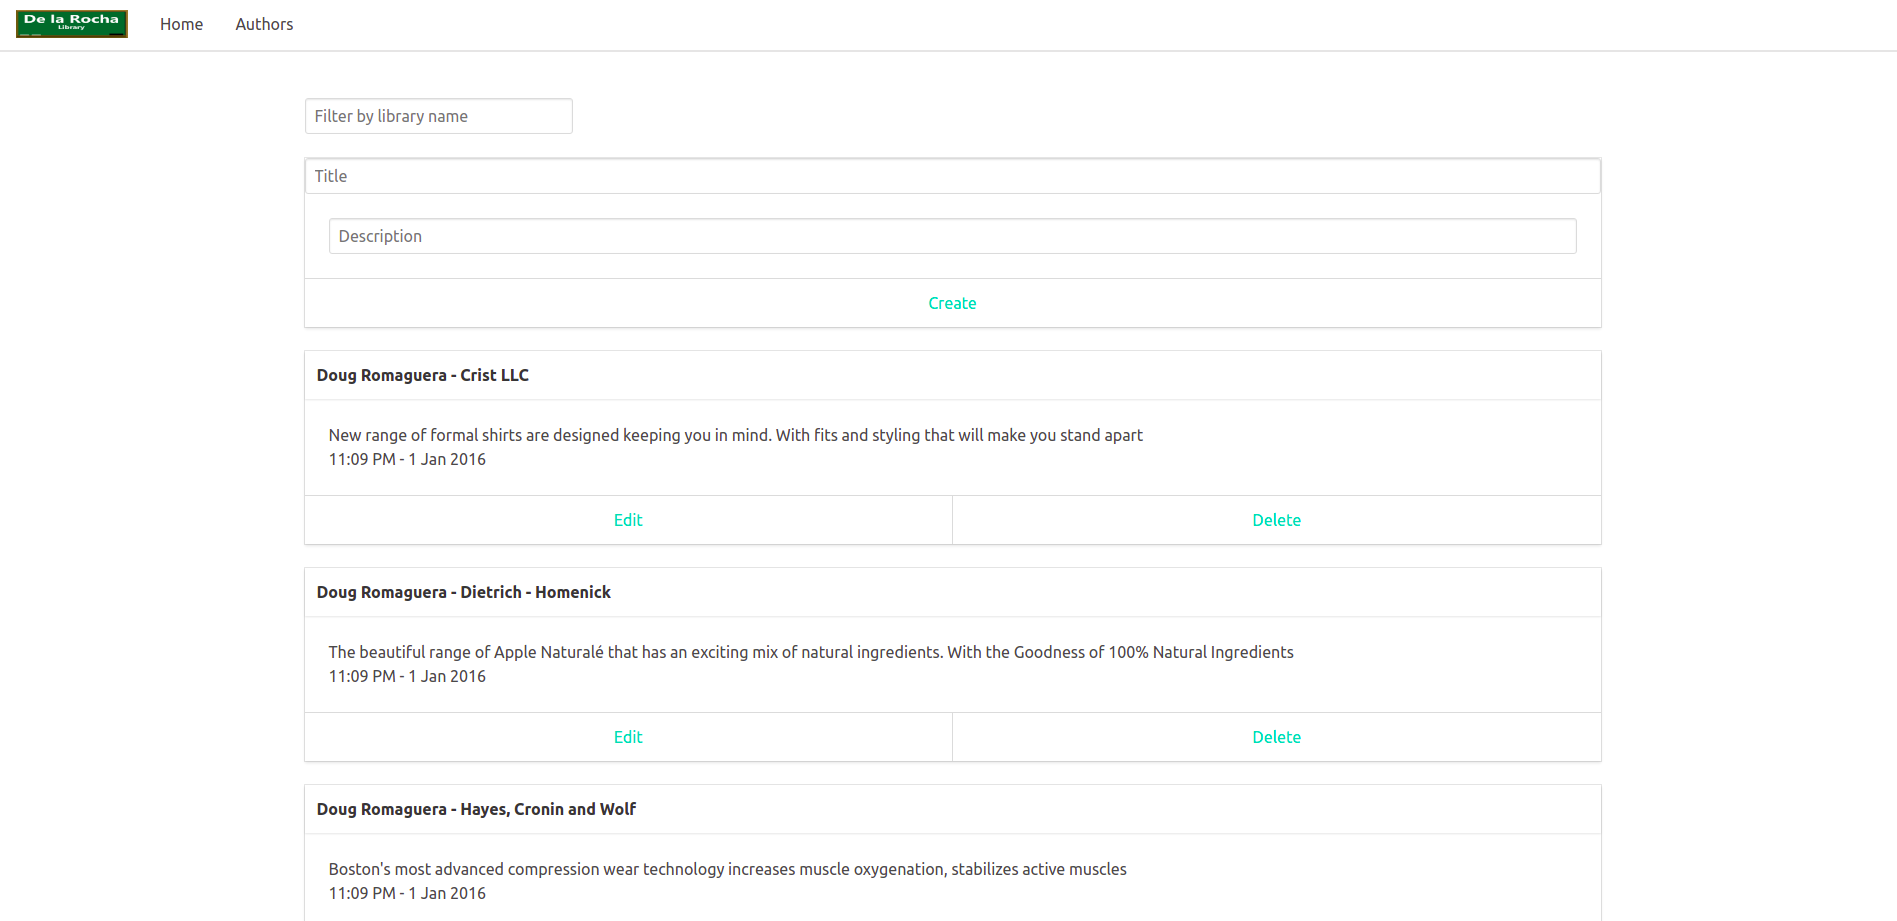 De la Rocha
Library
Home
Authors
Filter by library name
Title
Description
Create
Doug Romaguera - Crist LLC
New range of formal shirts are designed keeping you in mind. With fits and styling that will make you stand apart
11:09 PM - 1 Jan 2016
Edit
Delete
Doug Romaguera - Dietrich - Homenick
The beautiful range of Apple Naturalé that has an exciting mix of natural ingredients. With the Goodness of 100% Natural Ingredients
11:09 PM - 1 Jan 2016
Edit
Delete
Doug Romaguera - Hayes, Cronin and Wolf
Boston's most advanced compression wear technology increases muscle oxygenation, stabilizes active muscles
11:09 PM - 1 Jan 2016